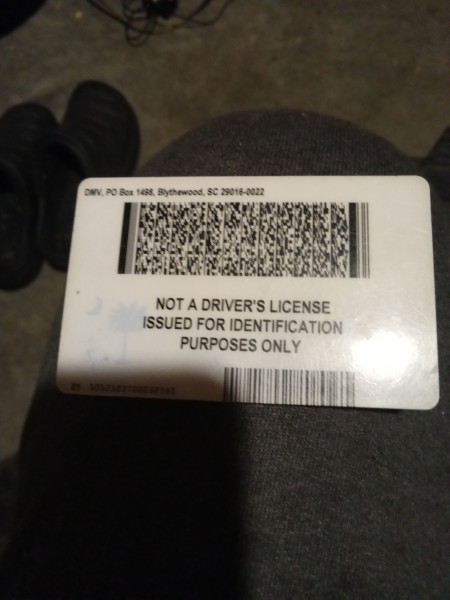 DMV, PO Box 1498, Blythewood, SC 29016-0022
NOT A DRIVER'S LICENSE
ISSUED FOR IDENTIFICATION
PURPOSES ONLY